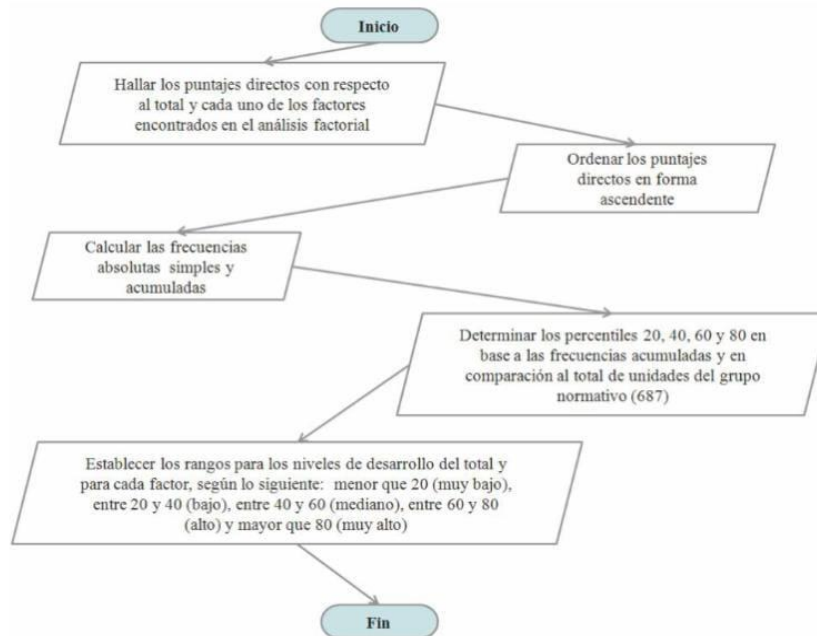 Inicio
Hallar los puntajes directos con respecto
al total y cada uno de los factores
encontrados en el análisis factorial
Ordenar los puntajes
directos en forma
ascendente
Calcular las frecuencias
absolutas simples y
acumuladas
Determinar los percentiles 20, 40, 60 y 80 en
base a las frecuencias acumuladas y en
comparación al total de unidades del grupo
normativo (687)
Establecer los rangos para los niveles de desarrollo del total y
para cada factor, según lo siguiente: menor que 20 (muy bajo),
entre 20 y 40 (bajo), entre 40 y 60 (mediano), entre 60 y 80
(alto) y mayor que 80 (muy alto)
Fin